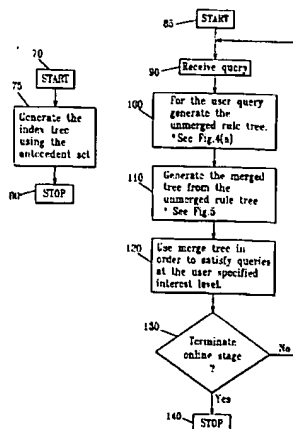 70
START
75
Generate the
index tree
using the
antecedent set
80
STOP
85
START
90
Receive query
100
For the user query
generate the
unmerged rule tree.
*See Fig.4(a)
110
Generate the merged
tree from the
unmerged rule tree
* See Fig.5
120
Use merge tree in
order to satisfy queries
at the user specified
interest level.
130
Terminate
online stage
?
No
Yes
140
STOP